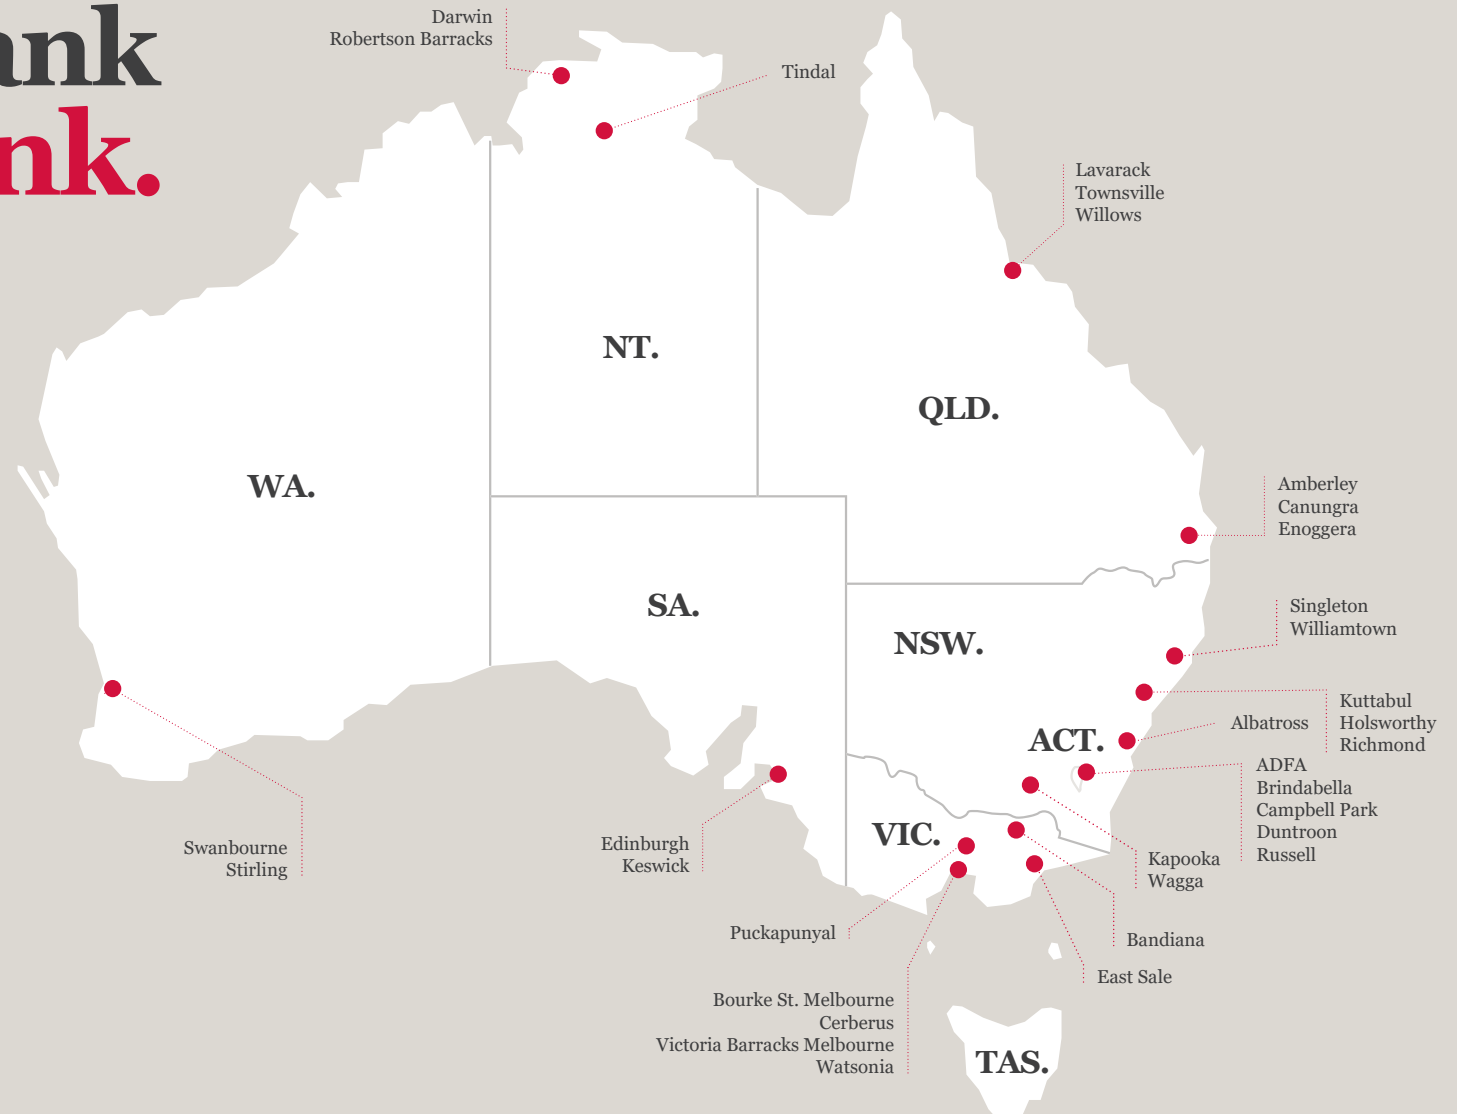 ank
nk.
Darwin
Robertson Barracks
Tindal
Lavarack
Townsville
Willows
NT.
QLD.
WA.
Amberley
Canungra
Enoggera
SA.
NSW.
Singleton
Williamtown
Kuttabul
Holsworthy
Richmond
Albatross
ACT.
ADFA
Brindabella
Campbell Park
Duntroon
Russell
Swanbourne
Stirling
Edinburgh
Keswick
VIC.
Kapooka
Wagga
Puckapunyal
Bandiana
East Sale
Bourke St. Melbourne
Cerberus
Victoria Barracks Melbourne
Watsonia
TAS.